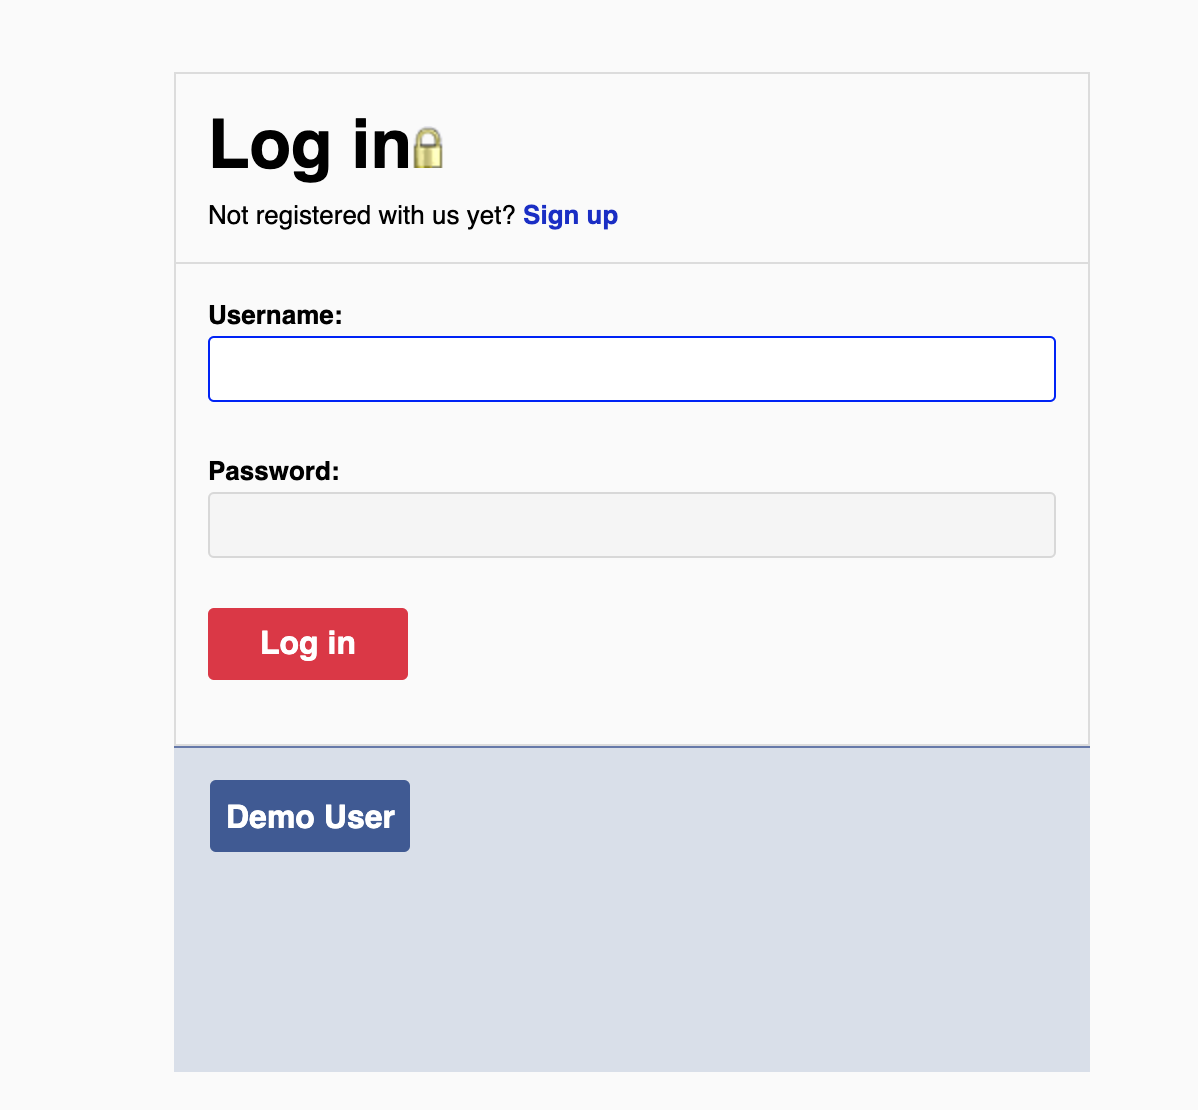 Log in
Not registered with us yet? Sign up
Username:
Password:
Log in
Demo User